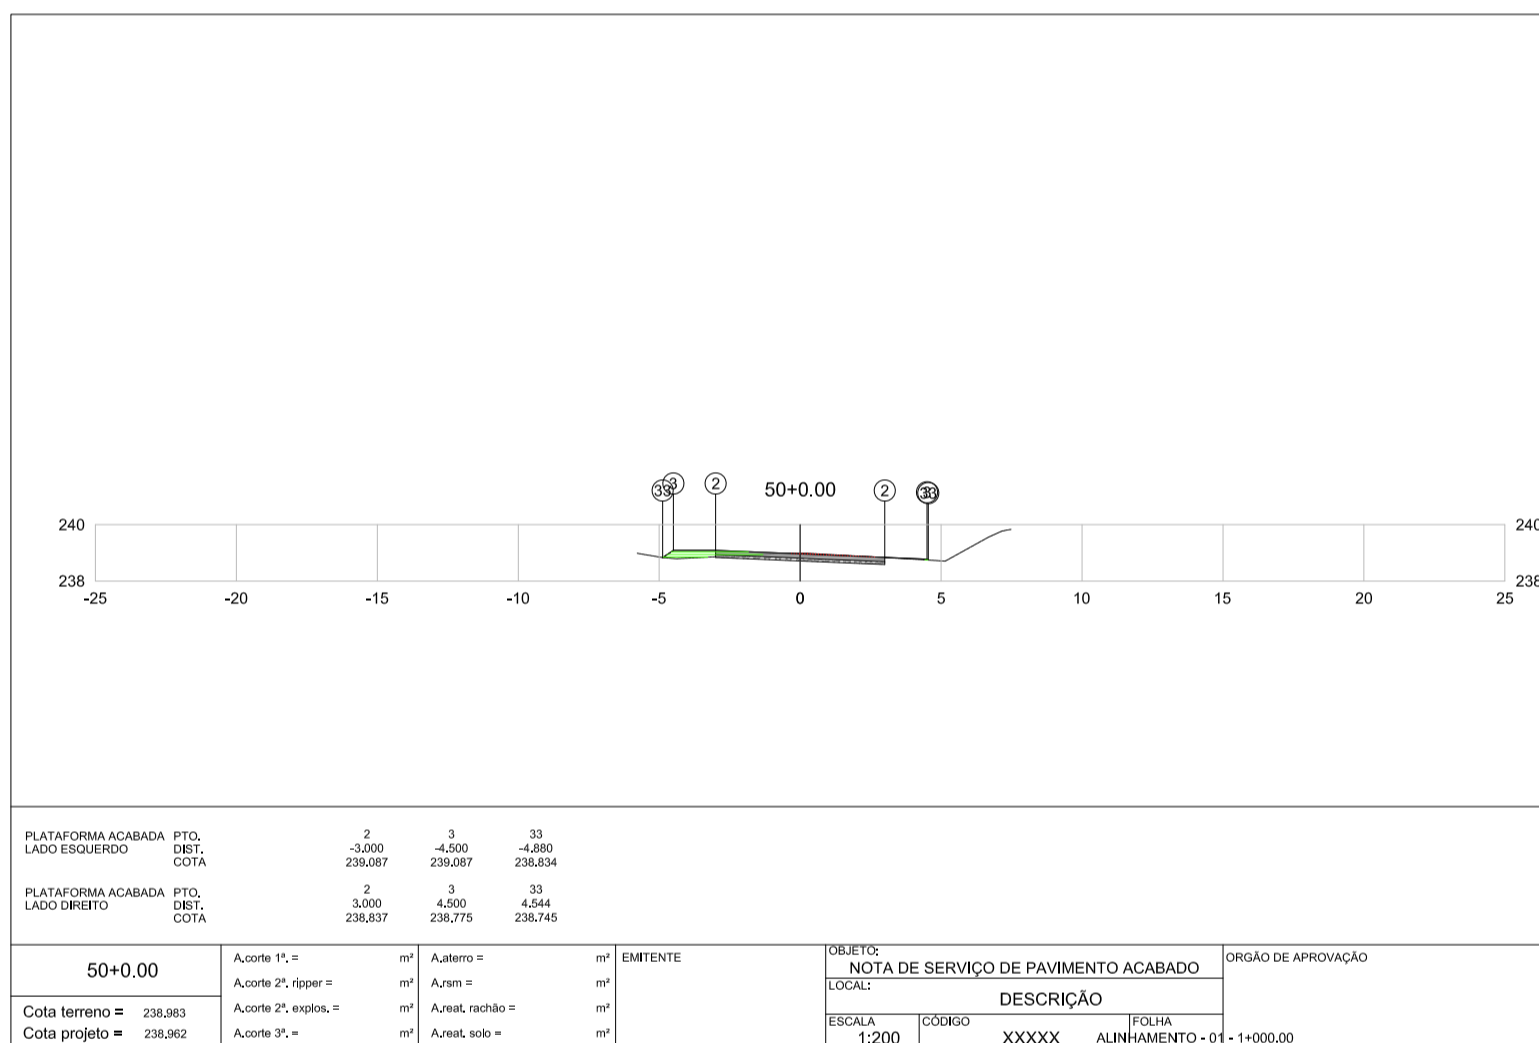 33 3 2 50+0.00 2 3 33
240 240
238 238
-25 -20 -15 -10 -5 0 5 10 15 20 25
PLATAFORMA ACABADA PTO. 2 3 33
LADO ESQUERDO DIST. -3.000 -4.500 -4.880
COTA 239.087 239.087 238.834
PLATAFORMA ACABADA PTO. 2 3 33
LADO DIREITO DIST. 3.000 4.500 4.544
COTA 238.837 238.775 238.745
50+0.00
Cota terreno = 238.983
Cota projeto = 238.962
A.corte 1ª. = m²
A.corte 2ª. ripper = m²
A.corte 2ª. explos. = m²
A.corte 3ª. = m²
A.aterro = m²
A.rsm = m²
A.reat. rachão = m²
A.reat. solo = m²
EMITENTE
OBJETO:
NOTA DE SERVIÇO DE PAVIMENTO ACABADO
LOCAL:
DESCRIÇÃO
ESCALA
1:200
CÓDIGO
XXXXX
FOLHA
ALINHAMENTO - 01 - 1+000.00
ORGÃO DE APROVAÇÃO